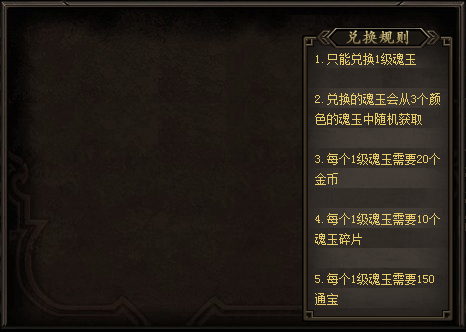 兑换规则
1. 只能兑换1级魂玉
2. 兑换的魂玉会从3个颜
色的魂玉中随机获取
3. 每个1级魂玉需要20个
金币
4. 每个1级魂玉需要10个
魂玉碎片
5. 每个1级魂玉需要150
通宝